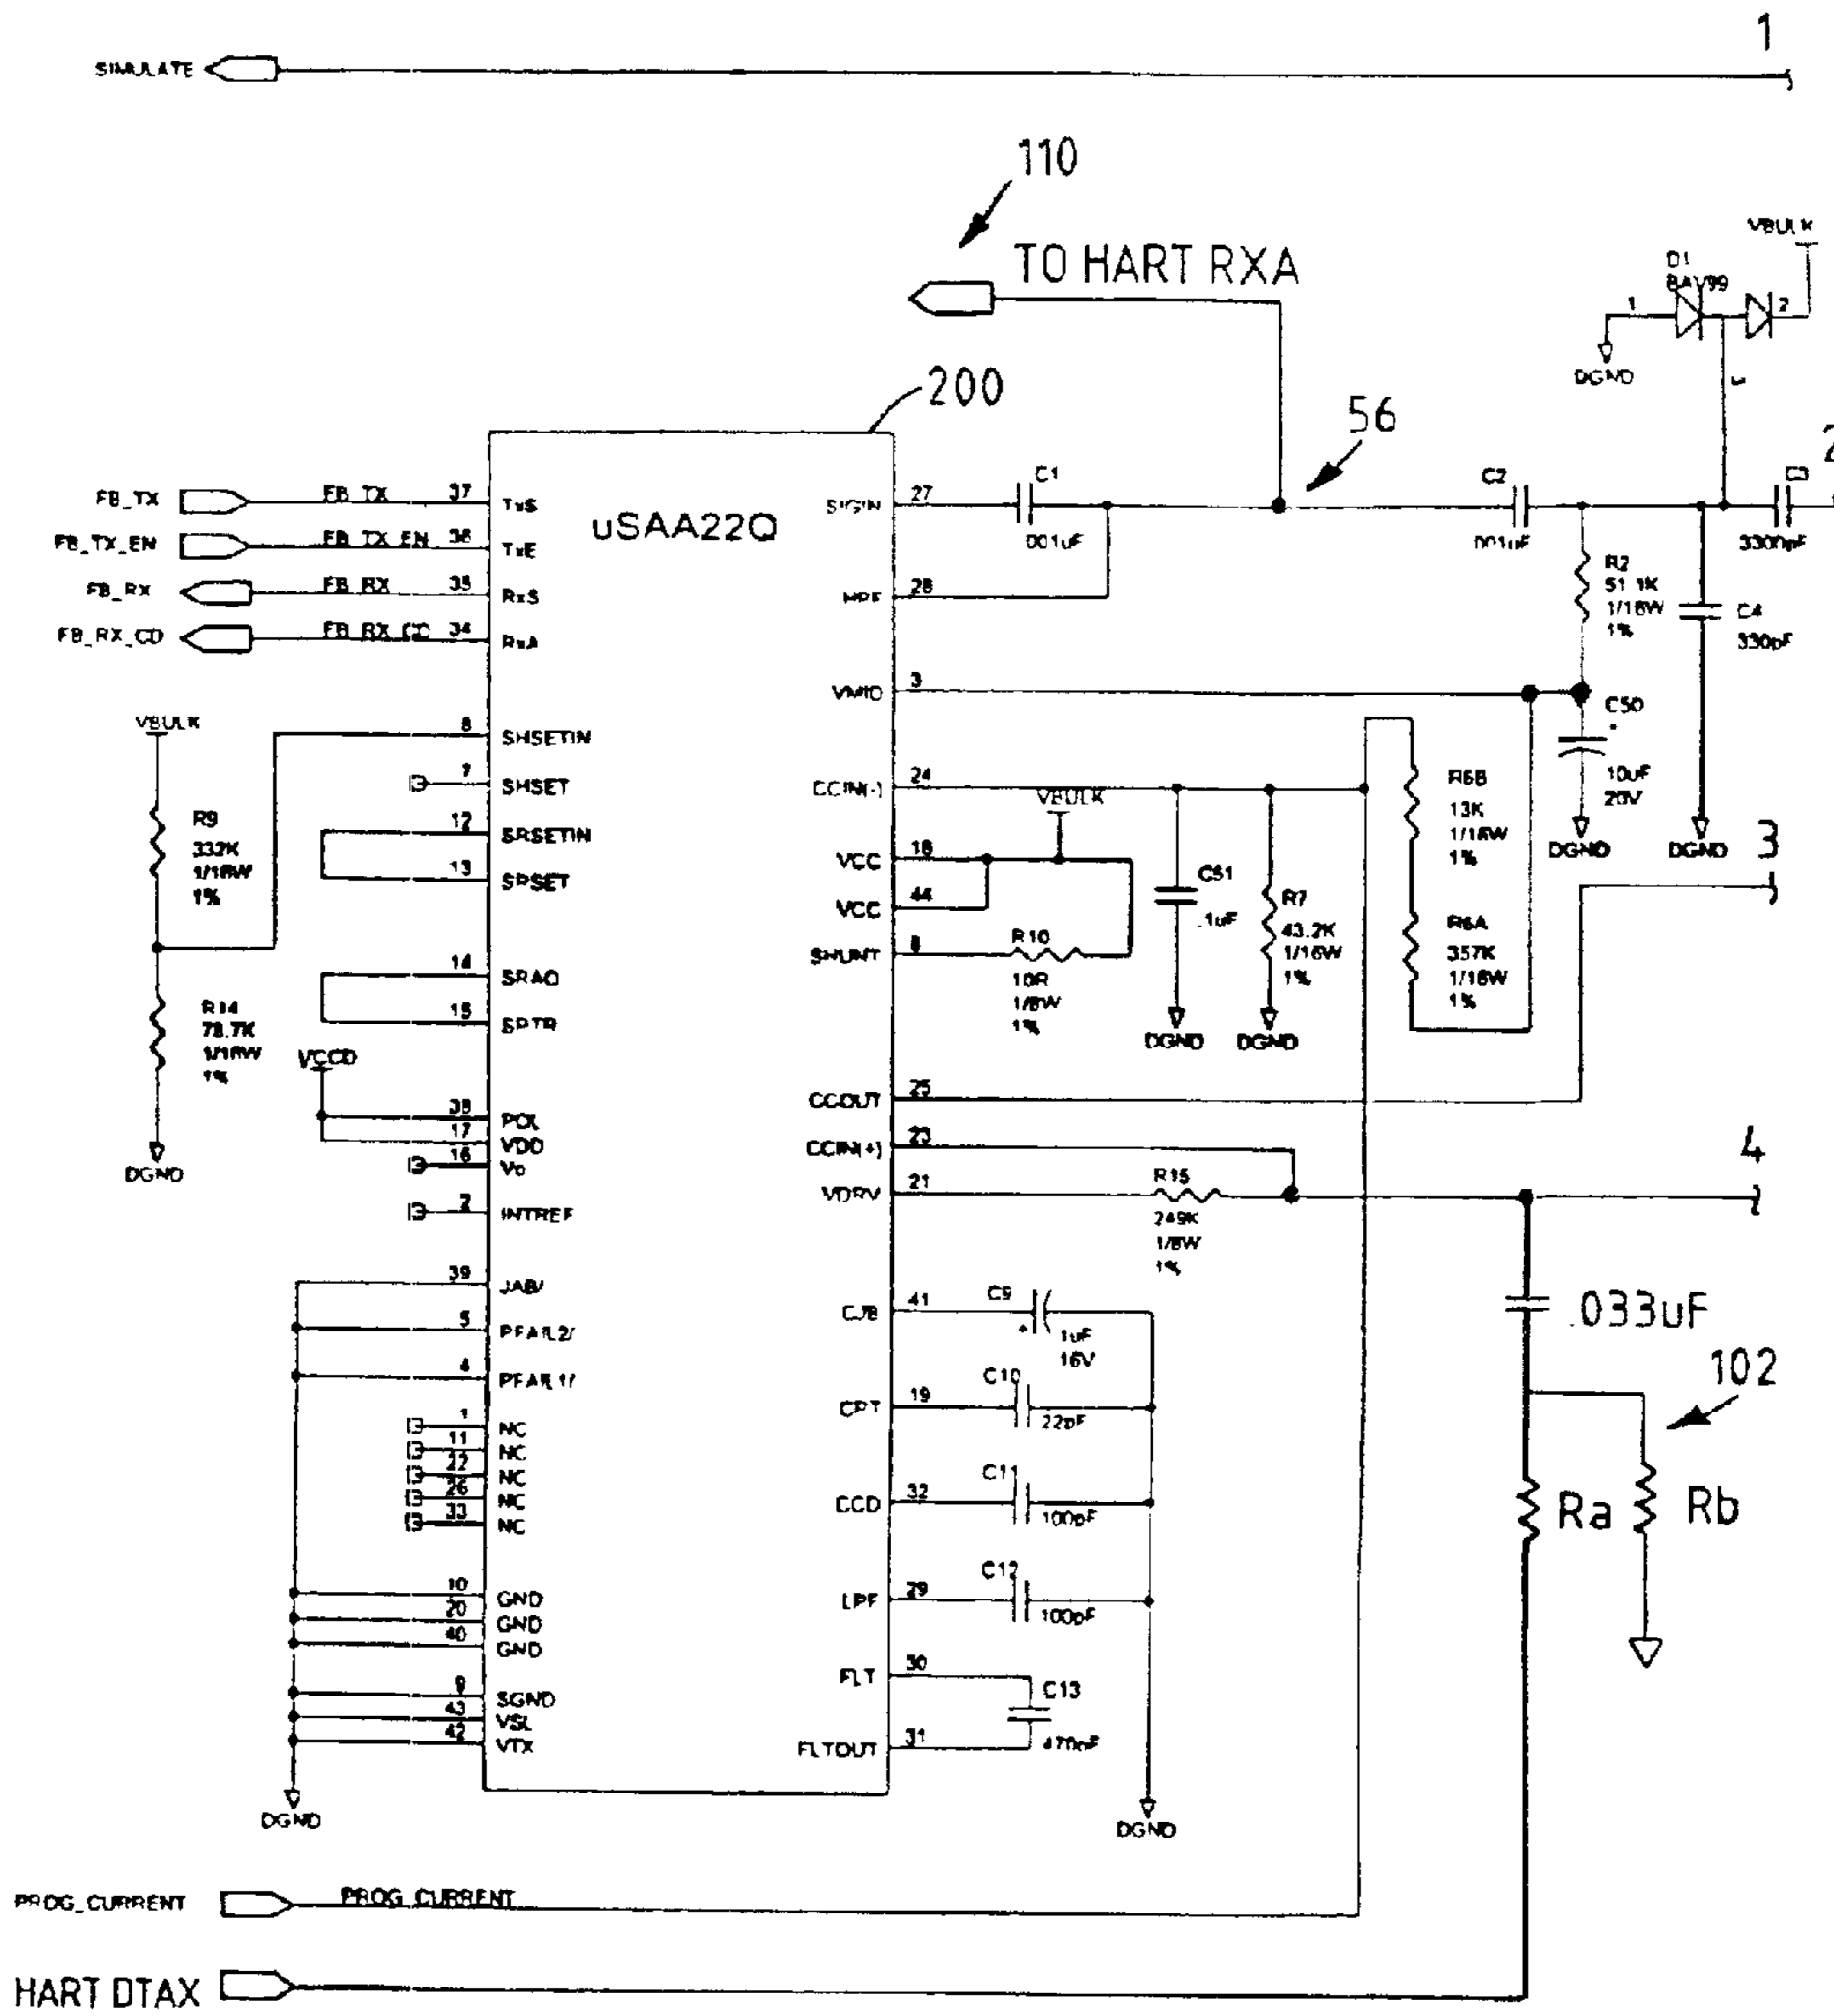 1
SIMULATE
110
TO HART RXA
VBULK
D1
BAV99
1
2
DGND
200
56
2
FB_TX
FB_TX
37
TxS
FB_TX_EN
FB_TX_EN
36
TxE
FB_RX
FB_RX
35
RxS
FB_RX_CD
34
RxA
uSAA22Q
SIGIN
27
C1
.001uF
28
C2
.001uF
C3
3300pF
R2
51.1K
1/16W
1%
C4
330pF
VMID
3
C50
10uF
20V
DGND
DGND
3
VBULK
SHSETIN
7
SHSET
12
SRSETIN
13
SRSET
R9
332K
1/16W
1%
CCIN(-)
24
VBULK
VCC
18
VCC
44
SHUNT
R10
10R
1/8W
1%
C51
.1uF
R7
43.2K
1/16W
1%
DGND
DGND
R6B
13K
1/16W
1%
R6A
357K
1/16W
1%
14
SRAO
15
SRTR
R14
78.7K
1/16W
1%
DGND
VCCD
38
POL
17
VDD
16
2
INTREF
CCOUT
25
CCIN(+)
23
VDRV
21
R15
249K
1/8W
1%
4
39
JAB/
5
PFAIL2/
4
PFAIL1/
1
NC
11
NC
22
NC
26
NC
33
NC
CJB
41
C9
1uF
16V
CPT
19
C10
22pF
32
C11
100pF
LPF
29
C12
100pF
.033uF
102
Ra
Rb
10
GND
20
GND
40
GND
9
SGND
43
VSL
42
VTX
DGND
FLT
30
C13
470pF
FLTOUT
31
DGND
PROG_CURRENT
PROG_CURRENT
HART DTAX